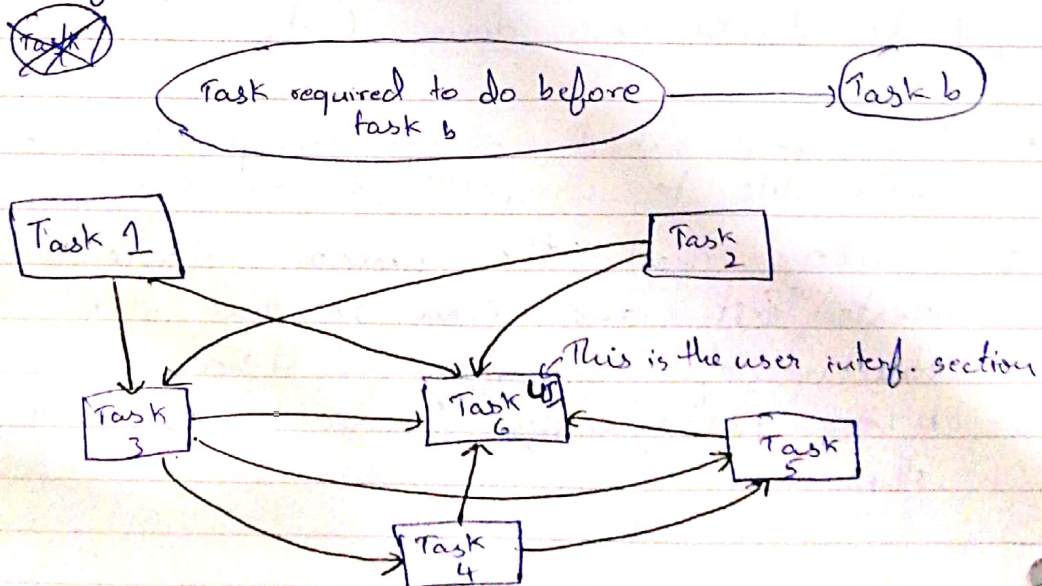 Task required to do before
task b
Task b
Task 1
Task
2
This is the user interf. section
Task
3
Task
6
Task
5
Task
4